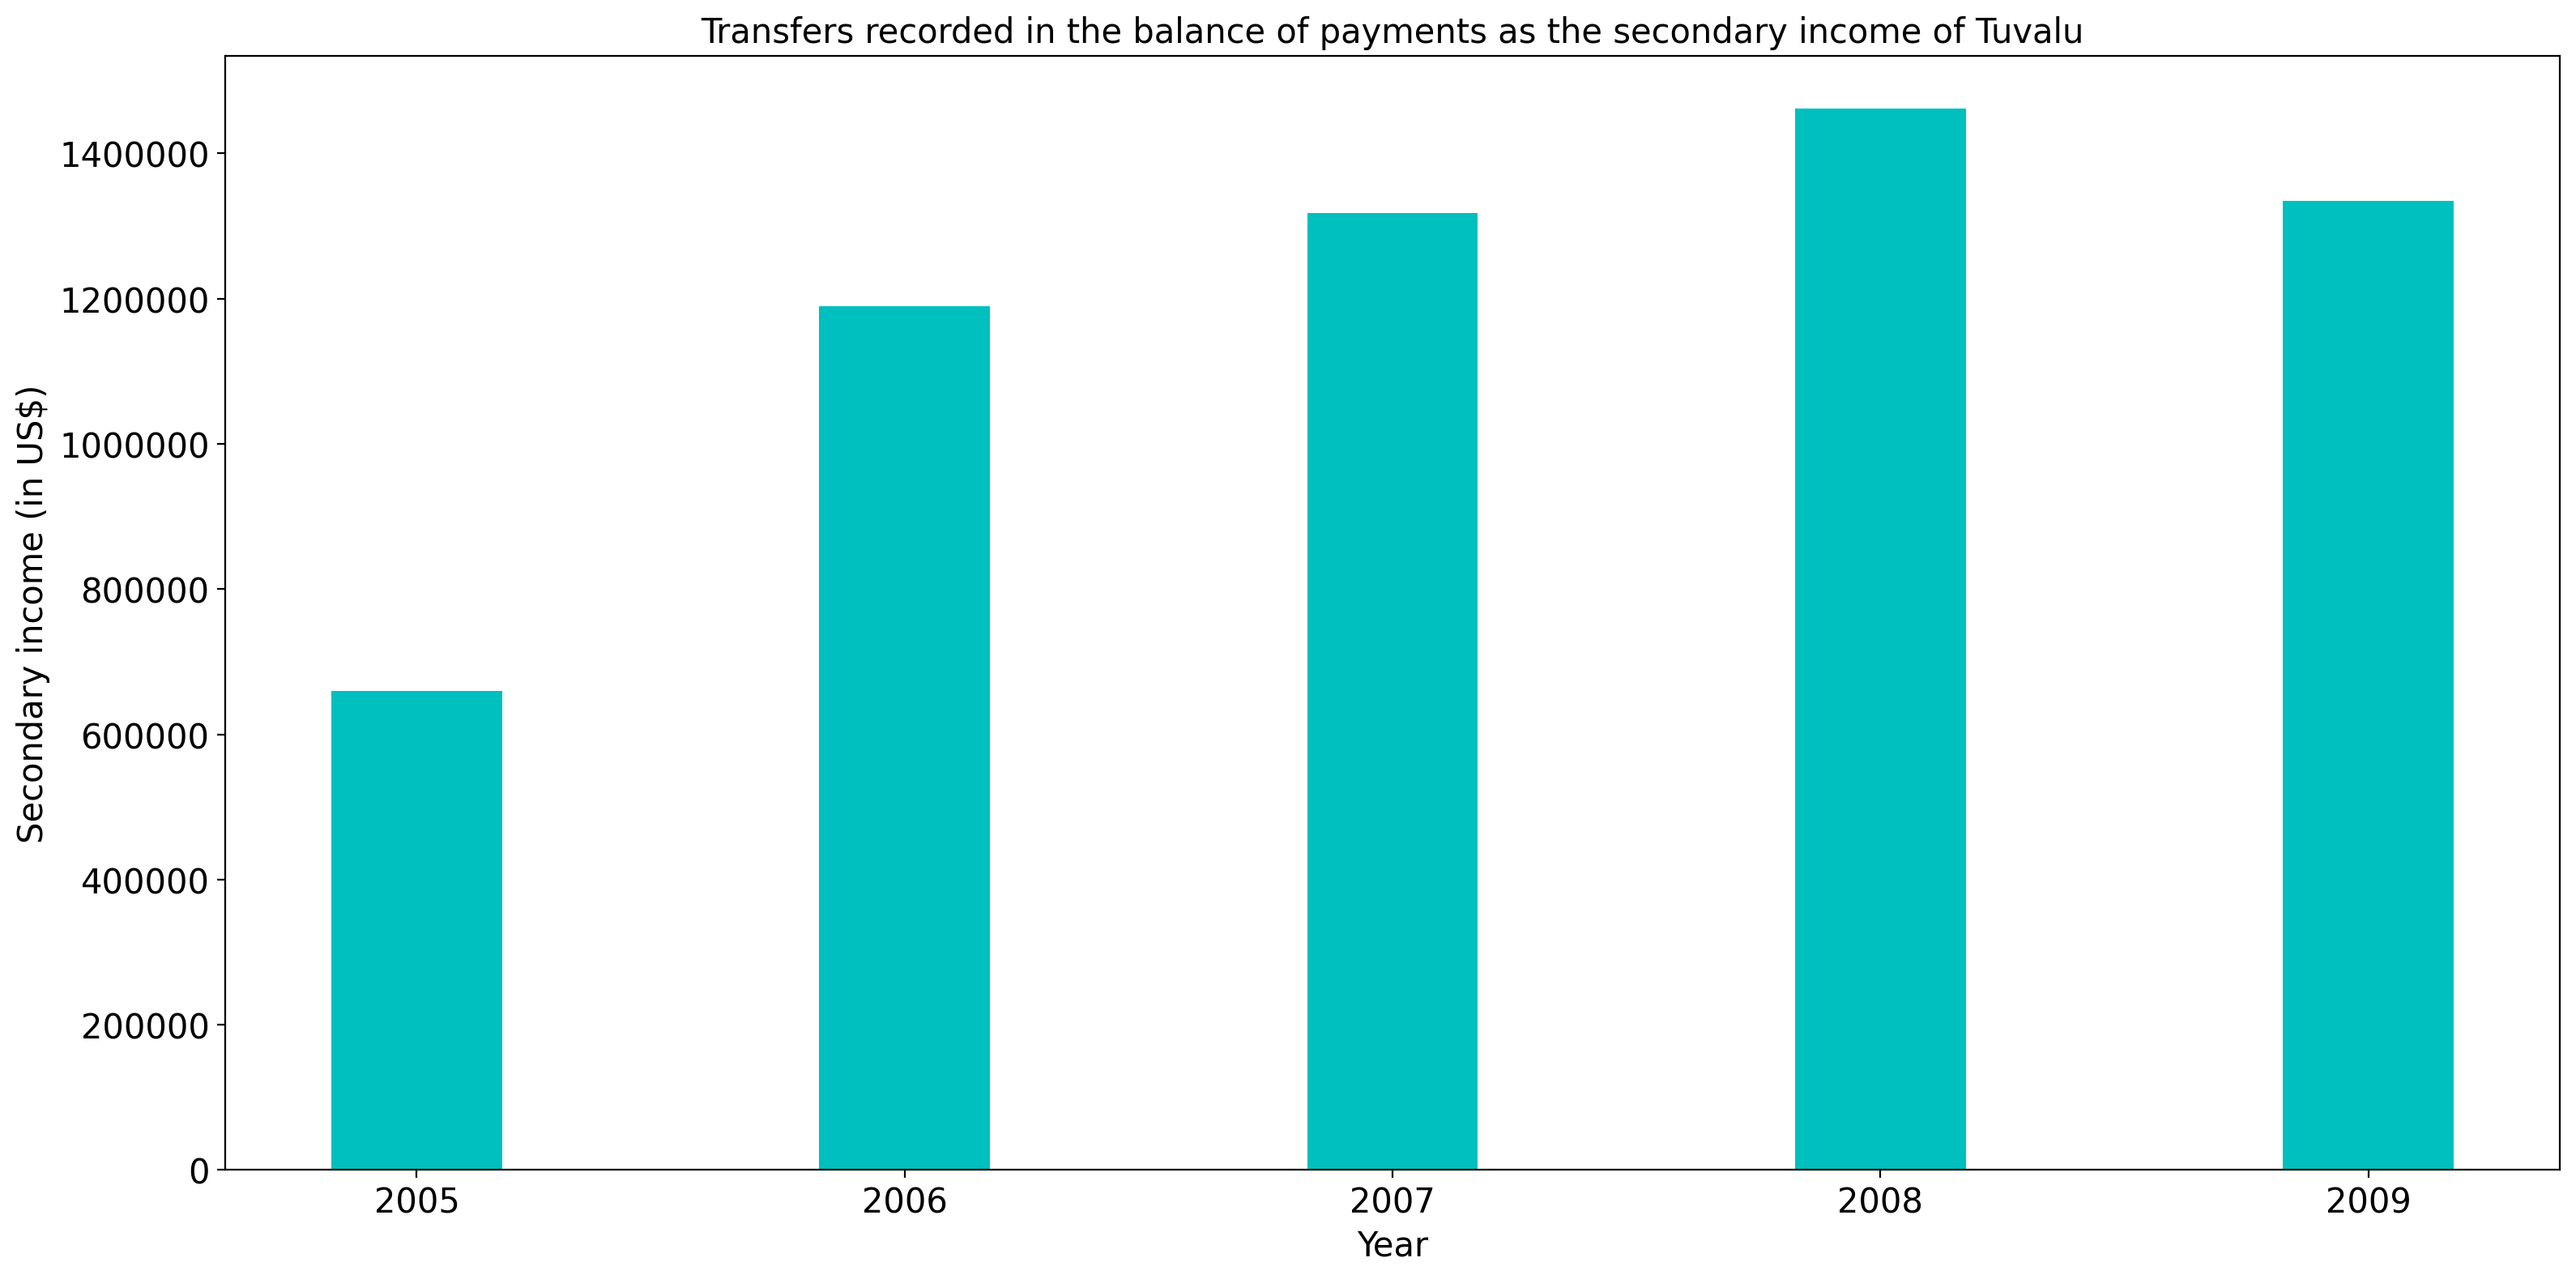 Transfers recorded in the balance of payments as the secondary income of Tuvalu
Secondary income (in US$)
1400000
1200000
1000000
800000
600000
400000
200000
0
2005 2006 2007 2008 2009
Year